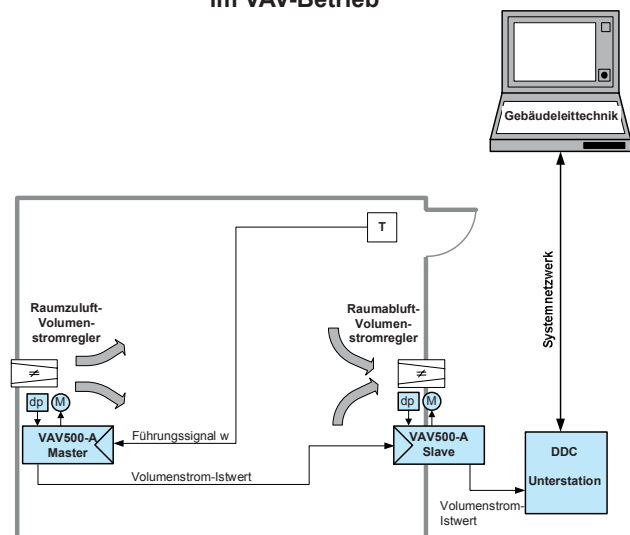 im VAV-Betrieb
Gebäudeleittechnik
T
Systemnetzwerk
Raumzuluft-
Volumen-
stromregler
Raumabluft-
Volumen-
stromregler
≠
≠
dp
M
dp
M
VAV500-A
Master
Führungssignal w
VAV500-A
Slave
DDC
Unterstation
Volumenstrom-Istwert
Volumenstrom-
Istwert